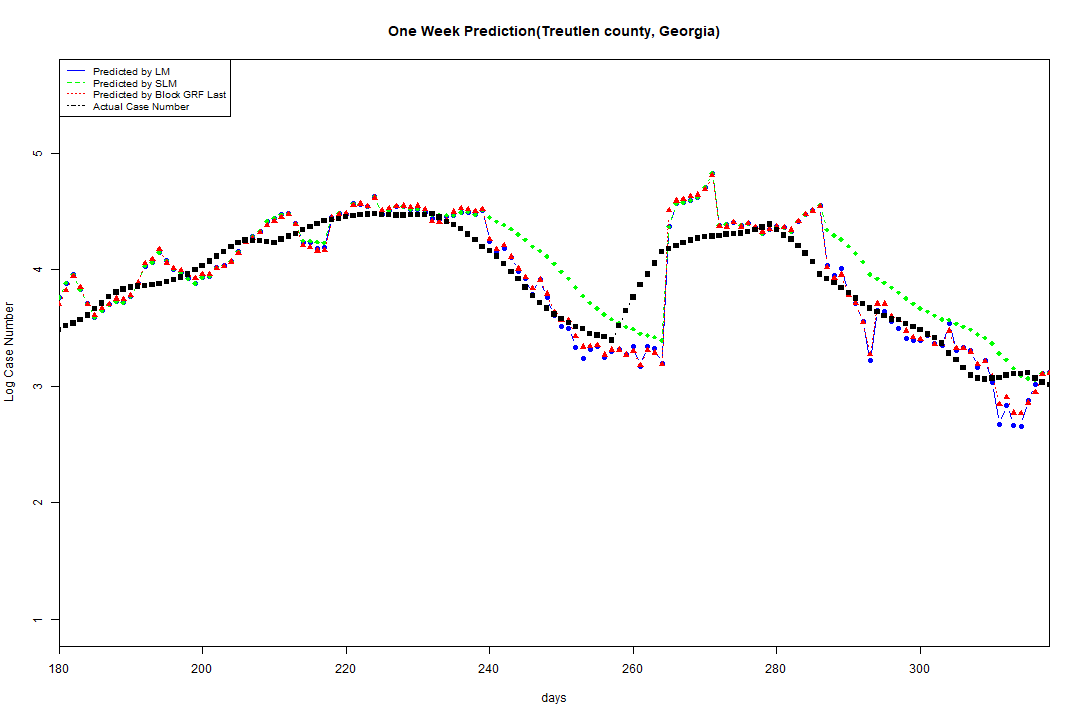 One Week Prediction(Treutlen county, Georgia)
Predicted by LM
Predicted by SLM
Predicted by Block GRF Last
Actual Case Number
5
4
3
2
1
Log Case Number
180 200 220 240 260 280 300
days